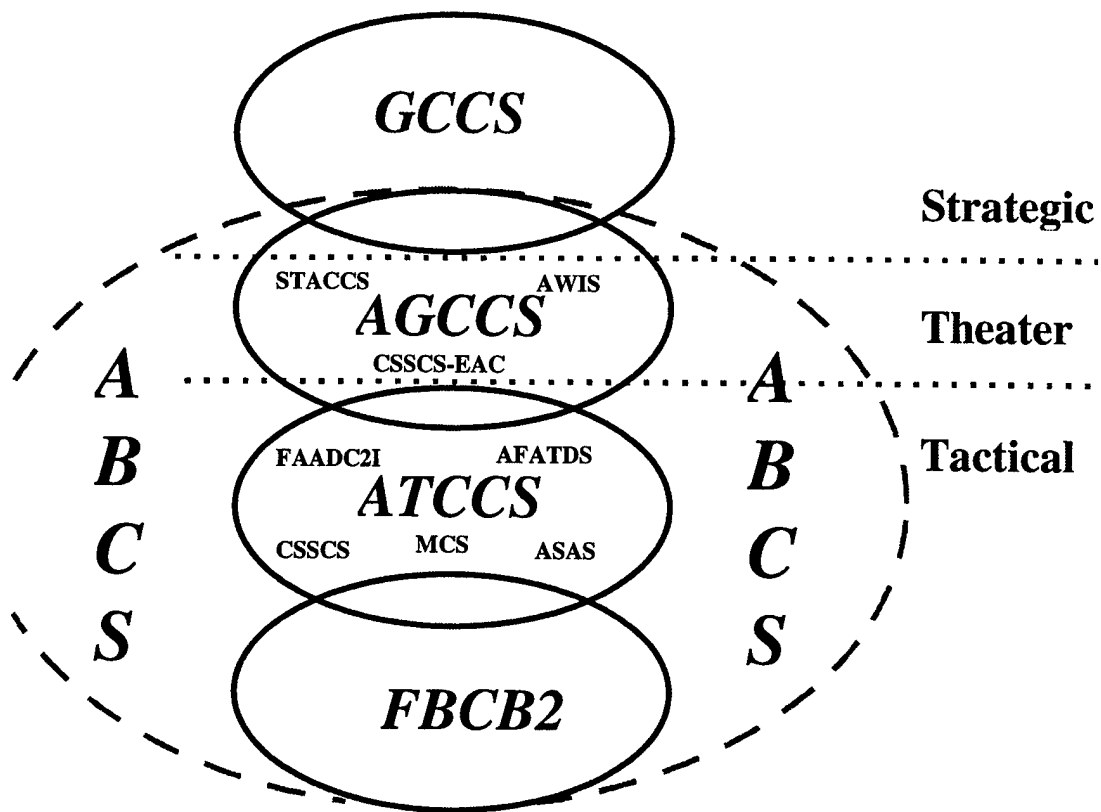 GCCS
Strategic
STACCS AWIS
AGCCS
Theater
CSSCS-EAC
A
B
C
S
A
B
C
S
FAADC2I AFATDS
Tactical
ATCCS
CSSCS MCS ASAS
FBCB2